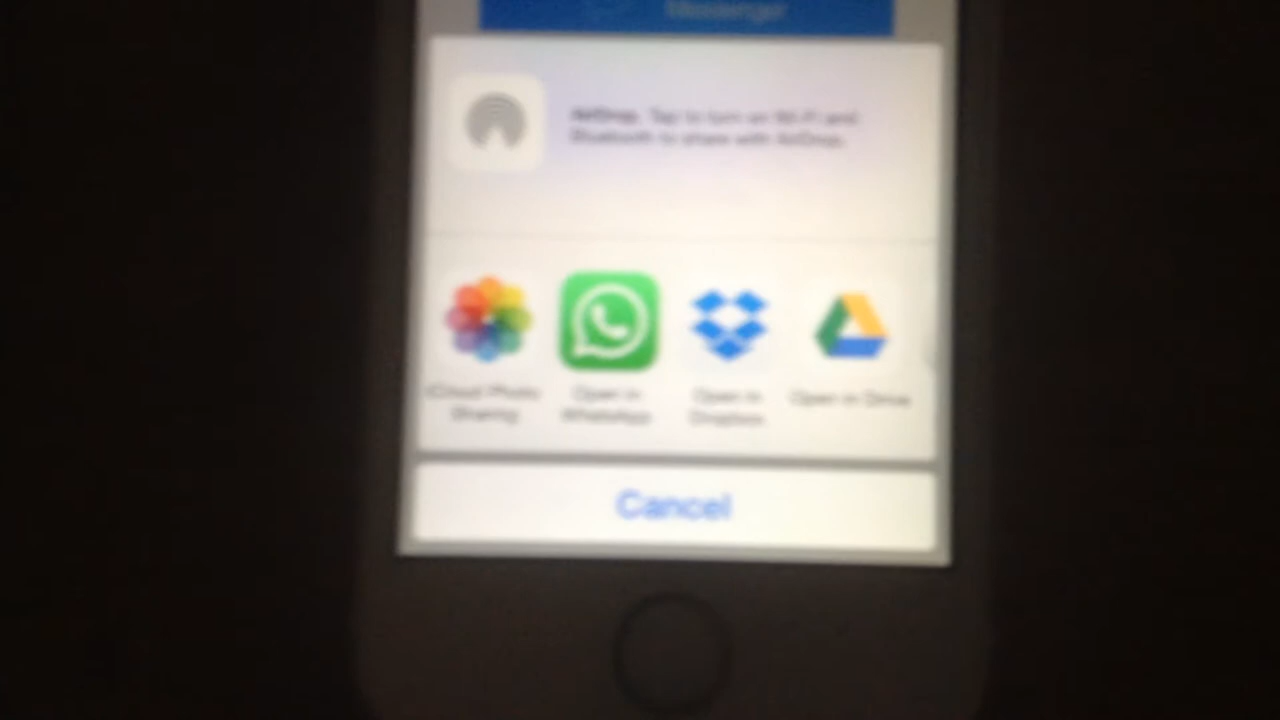 Messenger
AirDrop. Tap to turn on Wi-Fi and
Bluetooth to share with AirDrop.
iCloud Photo
Sharing
Open in
WhatsApp
Open in
Dropbox
Open in Drive
Cancel